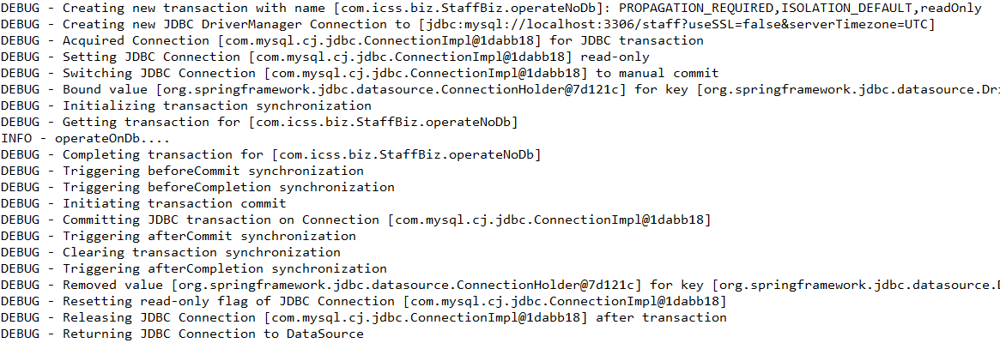 DEBUG - Creating new transaction with name [com.icss.biz.StaffBiz.operateNoDb]: PROPAGATION_REQUIRED,ISOLATION_DEFAULT,readOnly
DEBUG - Creating new JDBC DriverManager Connection to [jdbc:mysql://localhost:3306/staff?useSSL=false&serverTimezone=UTC]
DEBUG - Acquired Connection [com.mysql.cj.jdbc.ConnectionImpl@1dabb18] for JDBC transaction
DEBUG - Setting JDBC Connection [com.mysql.cj.jdbc.ConnectionImpl@1dabb18] read-only
DEBUG - Switching JDBC Connection [com.mysql.cj.jdbc.ConnectionImpl@1dabb18] to manual commit
DEBUG - Bound value [org.springframework.jdbc.datasource.ConnectionHolder@7d121c] for key [org.springframework.jdbc.datasource.Dri
DEBUG - Initializing transaction synchronization
DEBUG - Getting transaction for [com.icss.biz.StaffBiz.operateNoDb]
INFO - operateOnDb....
DEBUG - Completing transaction for [com.icss.biz.StaffBiz.operateNoDb]
DEBUG - Triggering beforeCommit synchronization
DEBUG - Triggering beforeCompletion synchronization
DEBUG - Initiating transaction commit
DEBUG - Committing JDBC transaction on Connection [com.mysql.cj.jdbc.ConnectionImpl@1dabb18]
DEBUG - Triggering afterCommit synchronization
DEBUG - Clearing transaction synchronization
DEBUG - Triggering afterCompletion synchronization
DEBUG - Removed value [org.springframework.jdbc.datasource.ConnectionHolder@7d121c] for key [org.springframework.jdbc.datasource.D
DEBUG - Resetting read-only flag of JDBC Connection [com.mysql.cj.jdbc.ConnectionImpl@1dabb18]
DEBUG - Releasing JDBC Connection [com.mysql.cj.jdbc.ConnectionImpl@1dabb18] after transaction
DEBUG - Returning JDBC Connection to DataSource